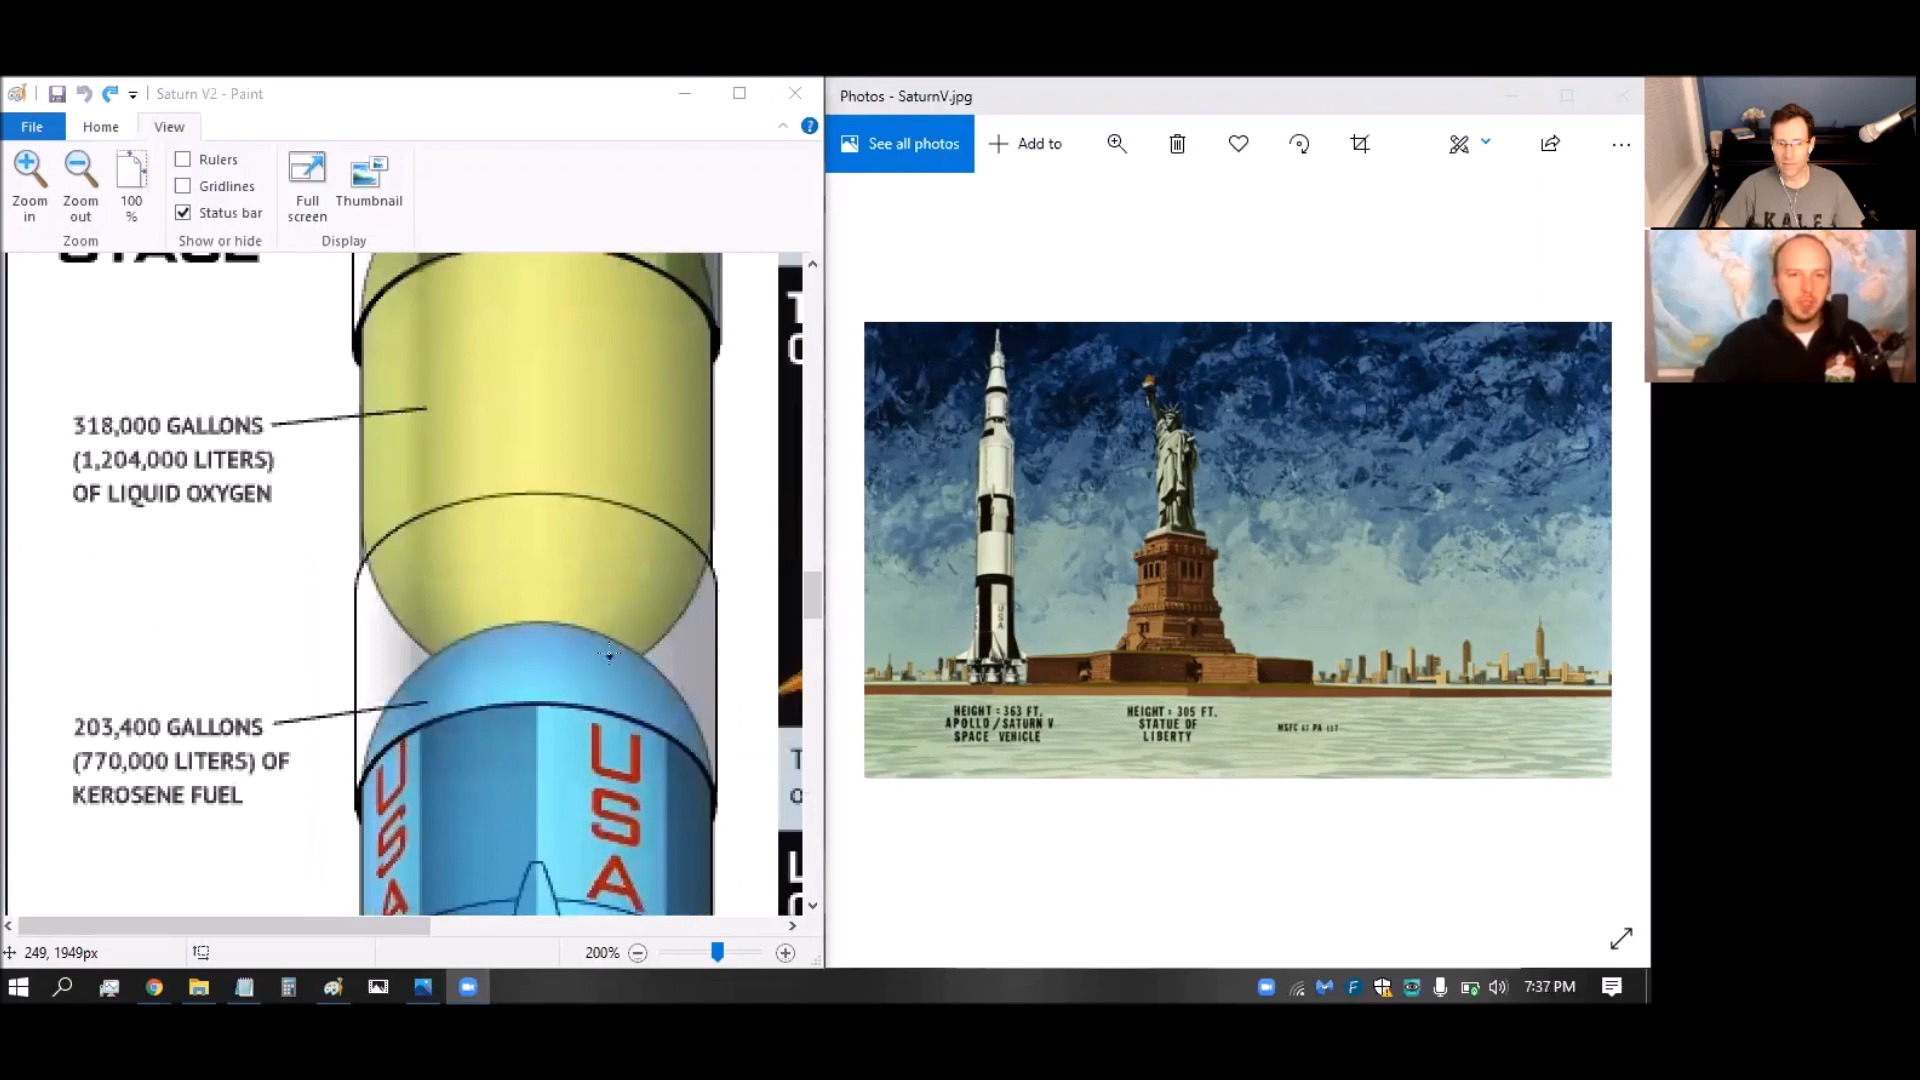 Saturn V2 - Paint
File
Home
View
Zoom in
Zoom out
100 %
Rulers
Gridlines
Status bar
Full screen
Thumbnail
Zoom
Show or hide
Display
STAGE
318,000 GALLONS
(1,204,000 LITERS)
OF LIQUID OXYGEN
203,400 GALLONS
(770,000 LITERS) OF
KEROSENE FUEL
USA
USA
249, 1949px
200%
Photos - SaturnV.jpg
See all photos
Add to
USA
HEIGHT = 363 FT.
APOLLO / SATURN V
SPACE VEHICLE
HEIGHT = 305 FT.
STATUE OF
LIBERTY
KALE
7:37 PM